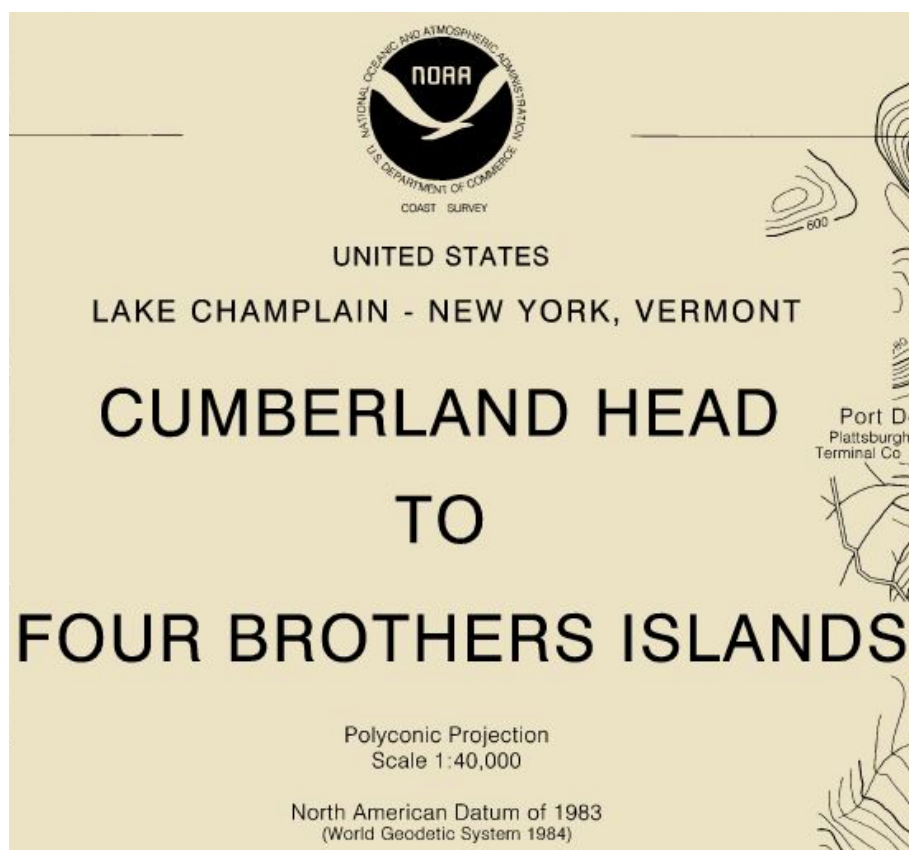 NATIONAL OCEANIC AND ATMOSPHERIC ADMINISTRATION
U.S. DEPARTMENT OF COMMERCE
NOAA
COAST SURVEY
600
UNITED STATES
LAKE CHAMPLAIN - NEW YORK, VERMONT
80
CUMBERLAND HEAD
Port D
Plattsburgh
Terminal Co
TO
FOUR BROTHERS ISLANDS
Polyconic Projection
Scale 1:40,000
North American Datum of 1983
(World Geodetic System 1984)